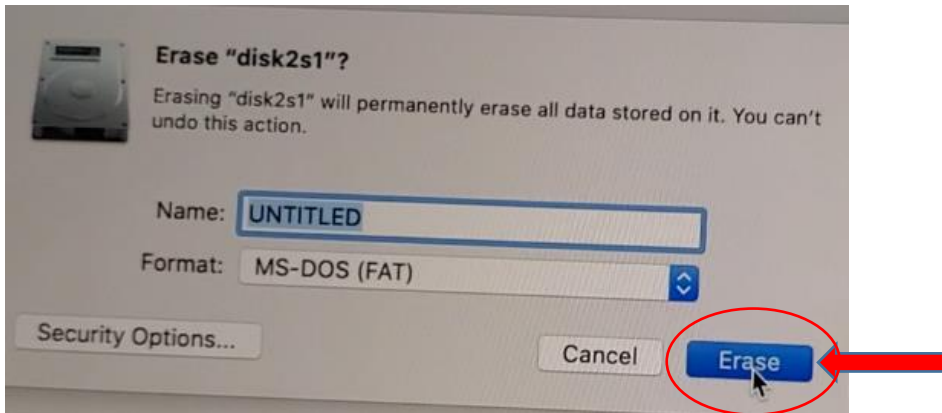 Erase "disk2s1"?
Erasing "disk2s1" will permanently erase all data stored on it. You can't
undo this action.
Name: UNTITLED
Format: MS-DOS (FAT)
Security Options...
Cancel
Erase